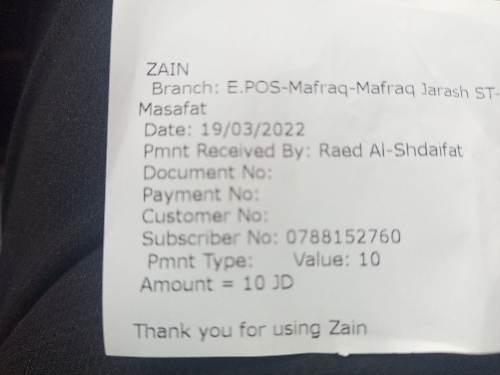 ZAIN
Branch: E.POS-Mafraq-Mafraq Jarash ST-
Masafat
Date: 19/03/2022
Pmnt Received By: Raed Al-Shdaifat
Document No:
Payment No:
Customer No:
Subscriber No: 0788152760
Pmnt Type: Value: 10
Amount = 10 JD
Thank you for using Zain